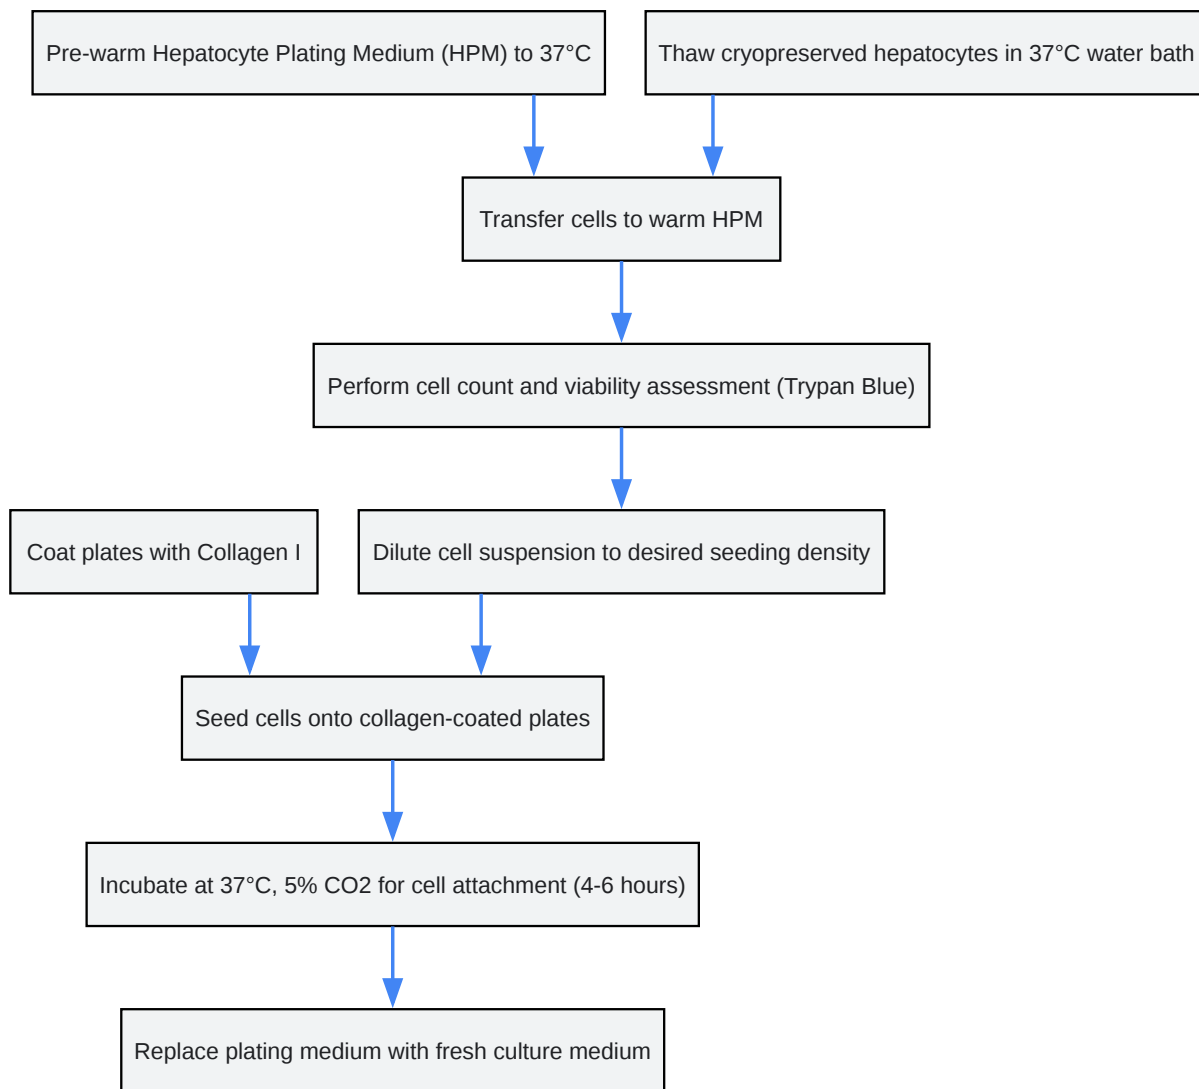 Pre-warm Hepatocyte Plating Medium (HPM) to 37°C
Thaw cryopreserved hepatocytes in 37°C water bath
Transfer cells to warm HPM
Perform cell count and viability assessment (Trypan Blue)
Coat plates with Collagen I
Dilute cell suspension to desired seeding density
Seed cells onto collagen-coated plates
Incubate at 37°C, 5% CO2 for cell attachment (4-6 hours)
Replace plating medium with fresh culture medium